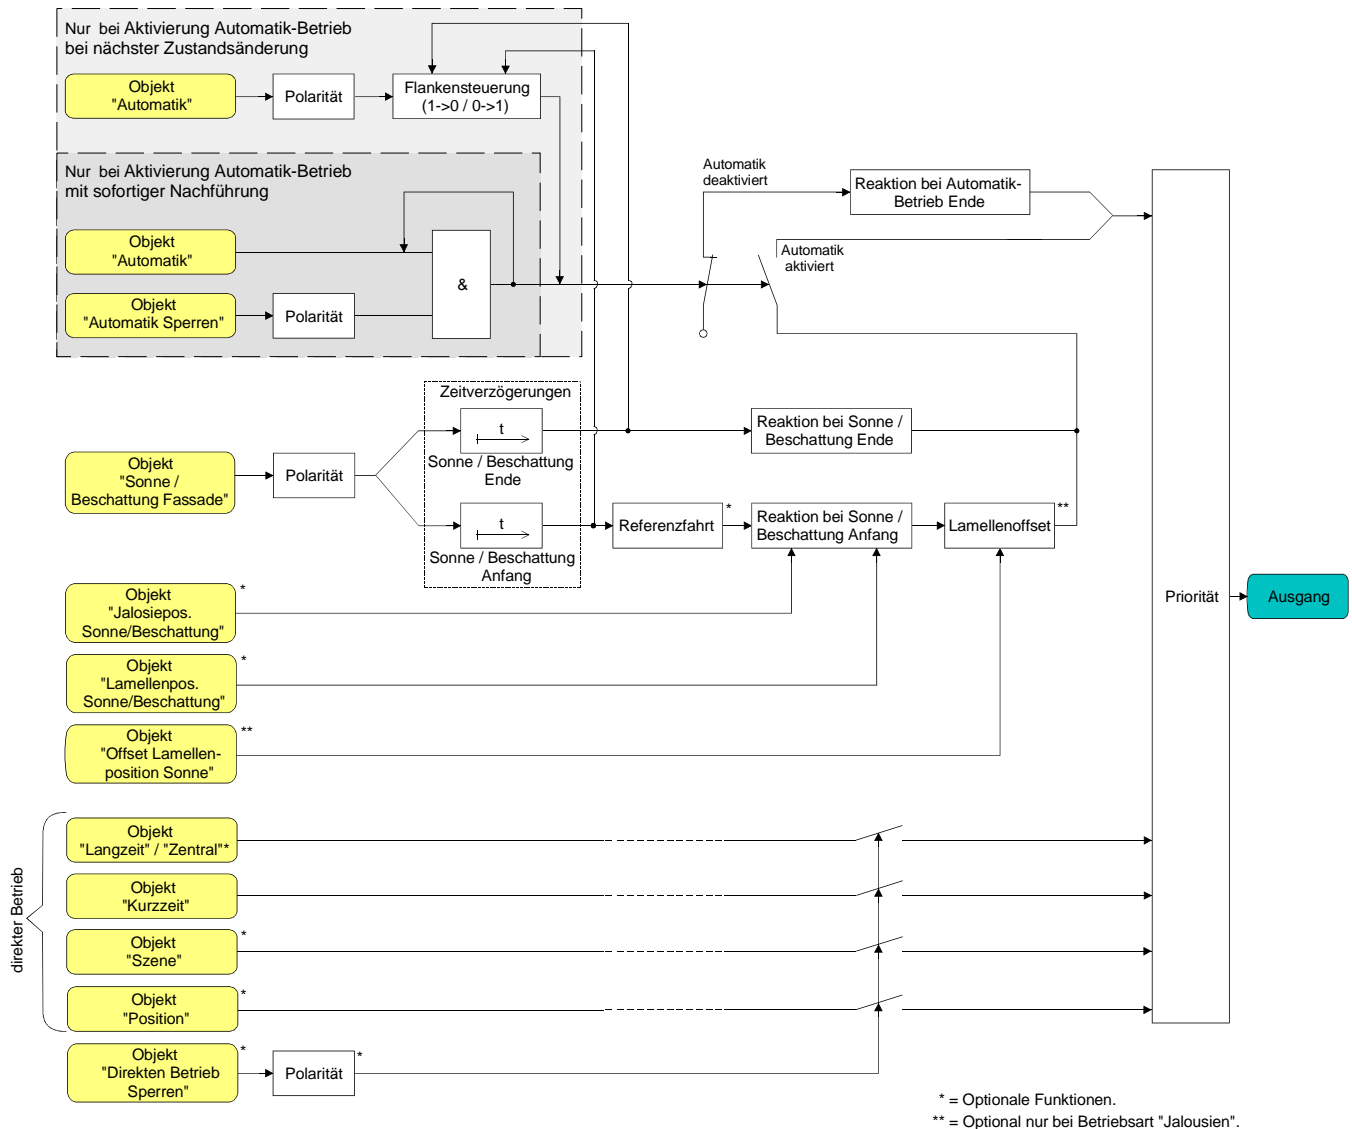 Nur bei Aktivierung Automatik-Betrieb
bei nächster Zustandsänderung
Objekt
"Automatik"
Polarität
Flankensteuerung
(1->0 / 0->1)
Nur bei Aktivierung Automatik-Betrieb
mit sofortiger Nachführung
Objekt
"Automatik"
Objekt
"Automatik Sperren"
Polarität
&
Automatik
deaktiviert
Reaktion bei Automatik-
Betrieb Ende
Automatik
aktiviert
Zeitverzögerungen
t
Sonne / Beschattung
Ende
Reaktion bei Sonne /
Beschattung Ende
Objekt
"Sonne /
Beschattung Fassade"
Polarität
t
Sonne / Beschattung
Anfang
Referenzfahrt
*
Reaktion bei Sonne /
Beschattung Anfang
Lamellenoffset
**
Objekt
"Jalosiepos.
Sonne/Beschattung"
*
Priorität
Ausgang
Objekt
"Lamellenpos.
Sonne/Beschattung"
*
Objekt
"Offset Lamellen-
position Sonne"
**
direkter Betrieb
Objekt
"Langzeit" / "Zentral"*
Objekt
"Kurzzeit"
Objekt
"Szene"
*
Objekt
"Position"
*
Objekt
"Direkten Betrieb
Sperren"
*
Polarität
*
* = Optionale Funktionen.
** = Optional nur bei Betriebsart "Jalousien".